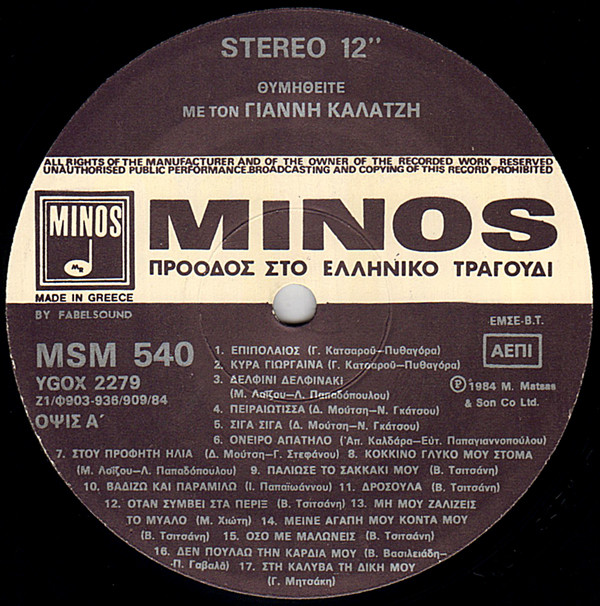 STEREO 12"
ΘΥΜΗΘΕΙΤΕ
ΜΕ ΤΟΝ ΓΙΑΝΝΗ ΚΑΛΑΤΖΗ
ALL RIGHTS OF THE MANUFACTURER AND OF THE OWNER OF THE RECORDED WORK RESERVED
UNAUTHORISED PUBLIC PERFORMANCE.BROADCASTING AND COPYING OF THIS RECORD PROHIBITED
MINOS
MINOS
ΠΡΟΟΔΟΣ ΣΤΟ ΕΛΛΗΝΙΚΟ ΤΡΑΓΟΥΔΙ
MADE IN GREECE
BY FABELSOUND
ΕΜΣΕ-Β.Τ.
MSM 540
YGOX 2279
Ζ1/Φ903-936/909/84
ΟΨΙΣ Α΄
ΑΕΠΙ
Ⓟ 1984 M. Matsas
& Son Co Ltd.
1. ΕΠΙΠΟΛΑΙΟΣ (Γ. Κατσαρού-Πυθαγόρα)
2. ΚΥΡΑ ΓΙΩΡΓΑΙΝΑ (Γ. Κατσαρού-Πυθαγόρα)
3. ΔΕΛΦΙΝΙ ΔΕΛΦΙΝΑΚΙ
(Μ. Λοΐζου-Λ. Παπαδόπουλου)
4. ΠΕΙΡΑΙΩΤΙΣΣΑ (Δ. Μούτση-Ν. Γκάτσου)
5. ΣΙΓΑ ΣΙΓΑ (Δ. Μούτση-Ν. Γκάτσου)
6. ΟΝΕΙΡΟ ΑΠΑΤΗΛΟ (Απ. Καλδάρα-Ευτ. Παπαγιαννοπούλου)
7. ΣΤΟΥ ΠΡΟΦΗΤΗ ΗΛΙΑ (Δ. Μούτση-Γ. Στεφάνου) 8. ΚΟΚΚΙΝΟ ΓΛΥΚΟ ΜΟΥ ΣΤΟΜΑ
(Μ. Λοΐζου-Λ. Παπαδόπουλου) 9. ΠΑΛΙΩΣΕ ΤΟ ΣΑΚΚΑΚΙ ΜΟΥ (Β. Τσιτσάνη)
10. ΒΑΔΙΖΩ ΚΑΙ ΠΑΡΑΜΙΛΩ (Ι. Παπαϊωάννου) 11. ΔΡΟΣΟΥΛΑ (Β. Τσιτσάνη)
12. ΟΤΑΝ ΣΥΜΒΕΙ ΣΤΑ ΠΕΡΙΞ (Β. Τσιτσάνη) 13. ΜΗ ΜΟΥ ΖΑΛΙΖΕΙΣ
ΤΟ ΜΥΑΛΟ (Μ. Χιώτη) 14. ΜΕΙΝΕ ΑΓΑΠΗ ΜΟΥ ΚΟΝΤΑ ΜΟΥ
(Β. Τσιτσάνη) 15. ΟΣΟ ΜΕ ΜΑΛΩΝΕΙΣ (Β. Τσιτσάνη)
16. ΔΕΝ ΠΟΥΛΑΩ ΤΗΝ ΚΑΡΔΙΑ ΜΟΥ (Β. Βασιλειάδη-
Π. Γαβαλά) 17. ΣΤΗ ΚΑΛΥΒΑ ΤΗ ΔΙΚΗ ΜΟΥ
(Γ. Μητσάκη)